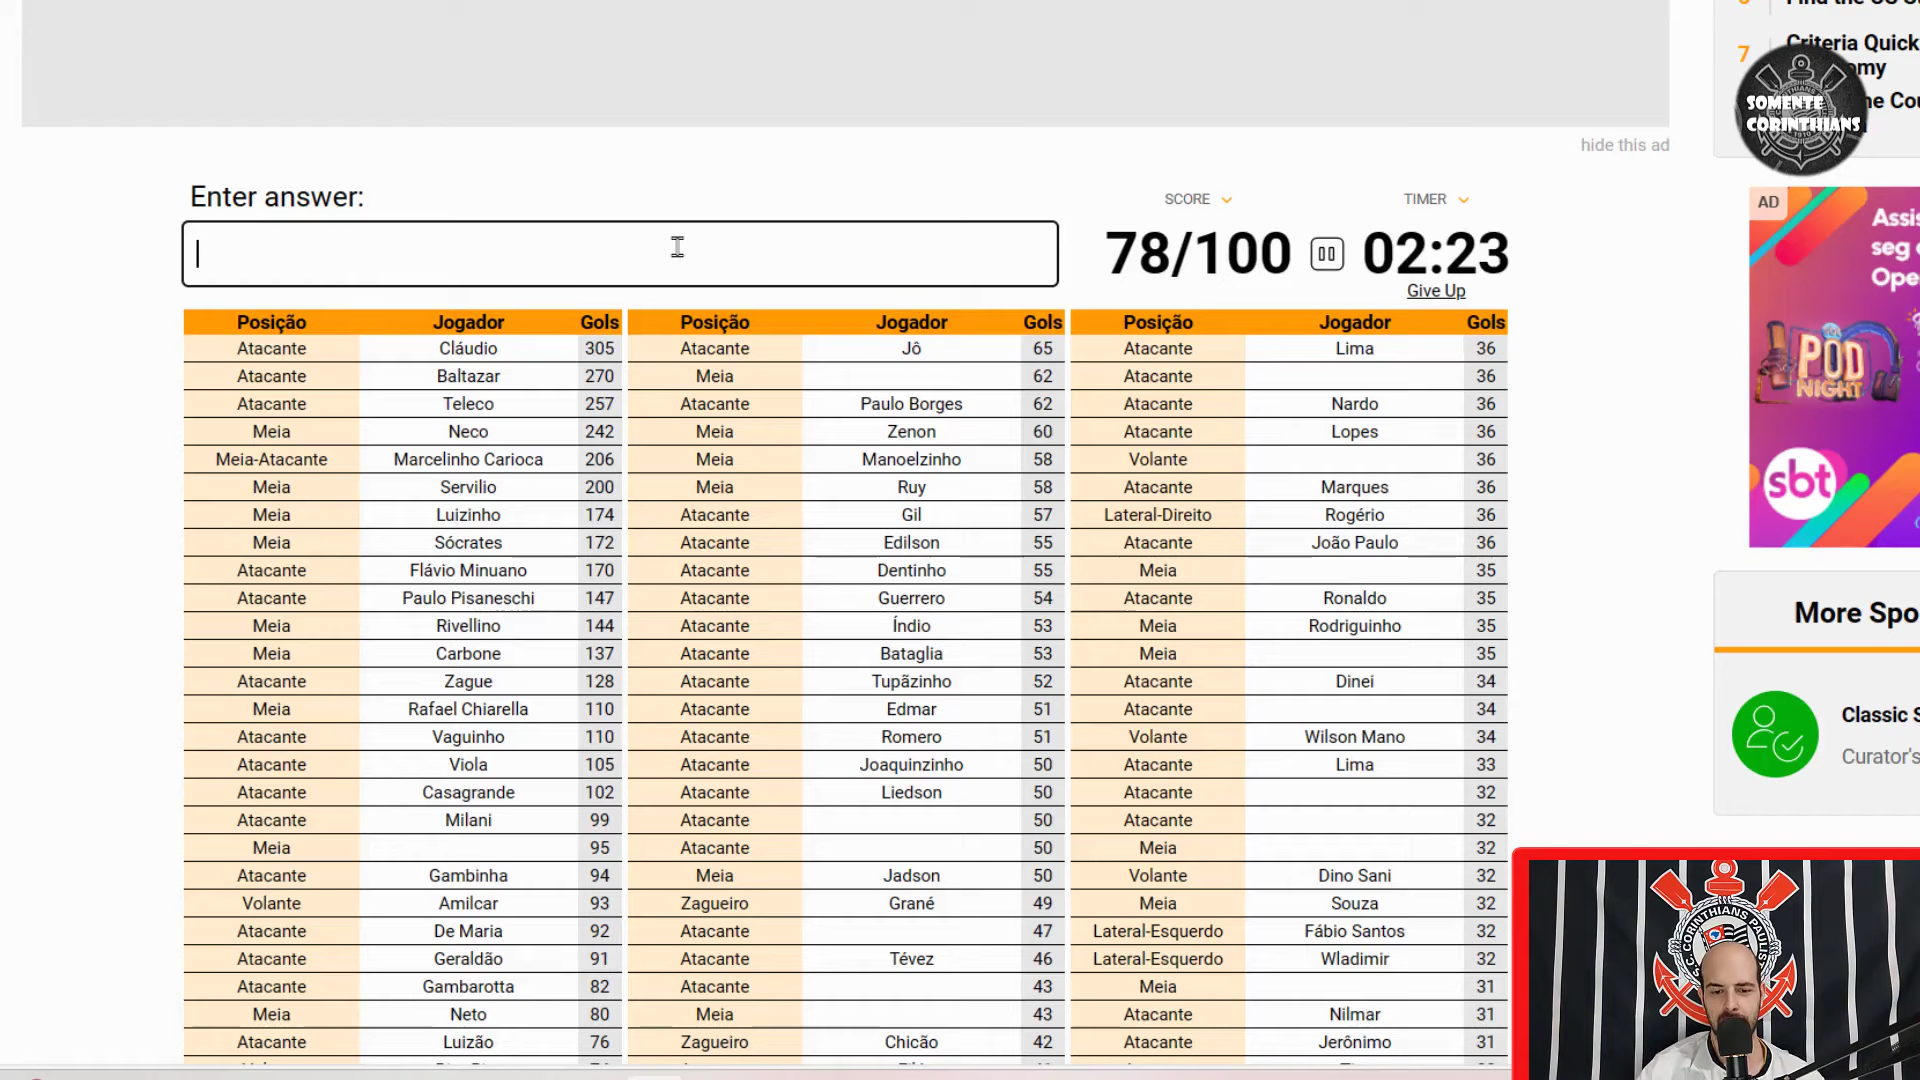 Find the US
7
Criteria Quick
omy
he Cou
SOMENTE
CORINTHIANS
1910
hide this ad
Enter answer:
SCORE
TIMER
78/100
02:23
Give Up
AD
Assis
seg
Ope
POD
NIGHT
sbt
More Spo
Classic S
Curator's
Posição Jogador Gols
Atacante Cláudio 305
Atacante Baltazar 270
Atacante Teleco 257
Meia Neco 242
Meia-Atacante Marcelinho Carioca 206
Meia Servilio 200
Meia Luizinho 174
Meia Sócrates 172
Atacante Flávio Minuano 170
Atacante Paulo Pisaneschi 147
Meia Rivellino 144
Meia Carbone 137
Atacante Zague 128
Meia Rafael Chiarella 110
Atacante Vaguinho 110
Atacante Viola 105
Atacante Casagrande 102
Atacante Milani 99
Meia 95
Atacante Gambinha 94
Volante Amilcar 93
Atacante De Maria 92
Atacante Geraldão 91
Atacante Gambarotta 82
Meia Neto 80
Atacante Luizão 76
Posição Jogador Gols
Atacante Jô 65
Meia 62
Atacante Paulo Borges 62
Meia Zenon 60
Meia Manoelzinho 58
Meia Ruy 58
Atacante Gil 57
Atacante Edilson 55
Atacante Dentinho 55
Atacante Guerrero 54
Atacante Índio 53
Atacante Bataglia 53
Atacante Tupãzinho 52
Atacante Edmar 51
Atacante Romero 51
Atacante Joaquinzinho 50
Atacante Liedson 50
Atacante 50
Atacante 50
Meia Jadson 50
Zagueiro Grané 49
Atacante 47
Atacante Tévez 46
Atacante 43
Meia 43
Zagueiro Chicão 42
Posição Jogador Gols
Atacante Lima 36
Atacante 36
Atacante Nardo 36
Atacante Lopes 36
Volante 36
Atacante Marques 36
Lateral-Direito Rogério 36
Atacante João Paulo 36
Meia 35
Atacante Ronaldo 35
Meia Rodriguinho 35
Meia 35
Atacante Dinei 34
Atacante 34
Volante Wilson Mano 34
Atacante Lima 33
Atacante 32
Atacante 32
Meia 32
Volante Dino Sani 32
Meia Souza 32
Lateral-Esquerdo Fábio Santos 32
Lateral-Esquerdo Wladimir 32
Meia 31
Atacante Nilmar 31
Atacante Jerônimo 31